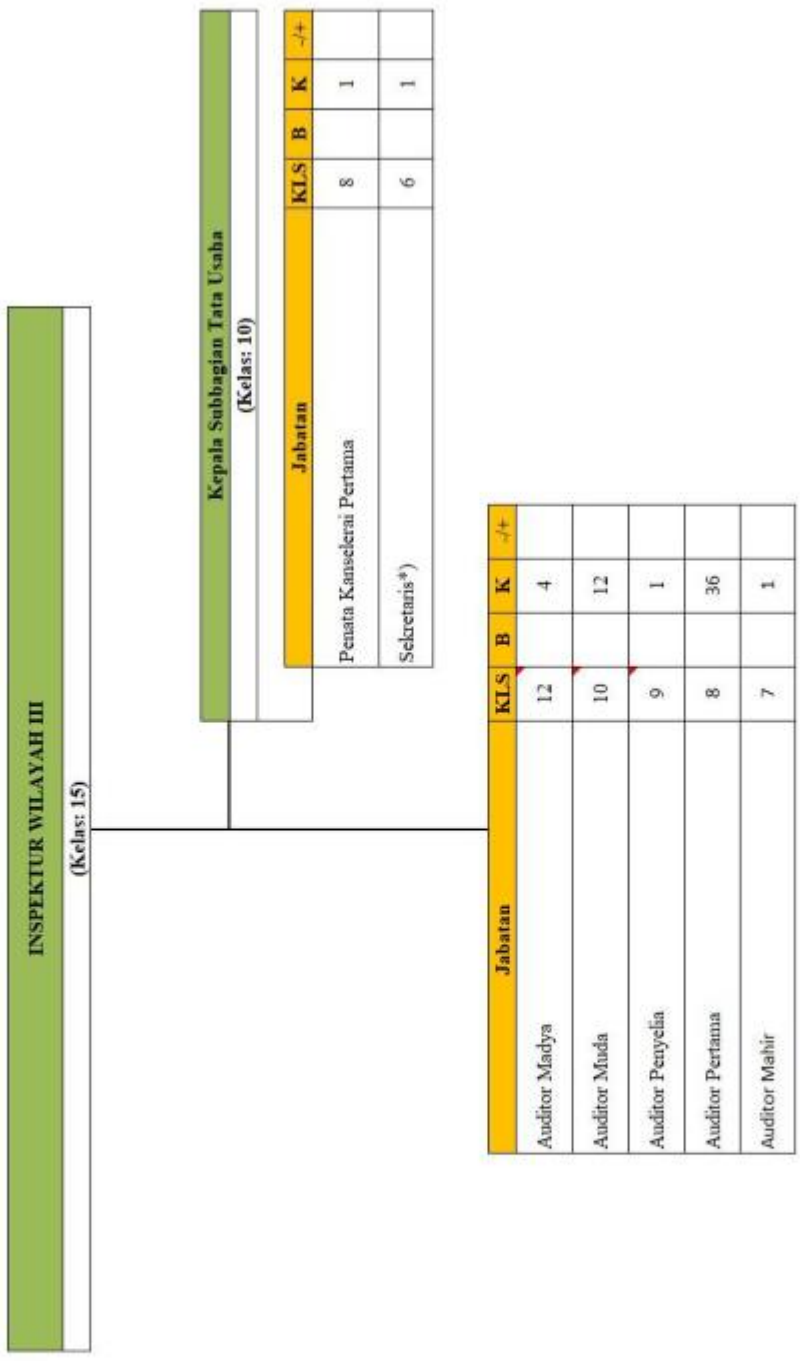 INSPEKTUR WILAYAH III
(Kelas: 15)
Kepala Subbagian Tata Usaha
(Kelas: 10)
Jabatan KLS B K -/+
Penata Kanselerai Pertama 8 1
Sekretaris*) 6 1
Jabatan KLS B K -/+
Auditor Madya 12 4
Auditor Muda 10 12
Auditor Penyelia 9 1
Auditor Pertama 8 36
Auditor Mahir 7 1